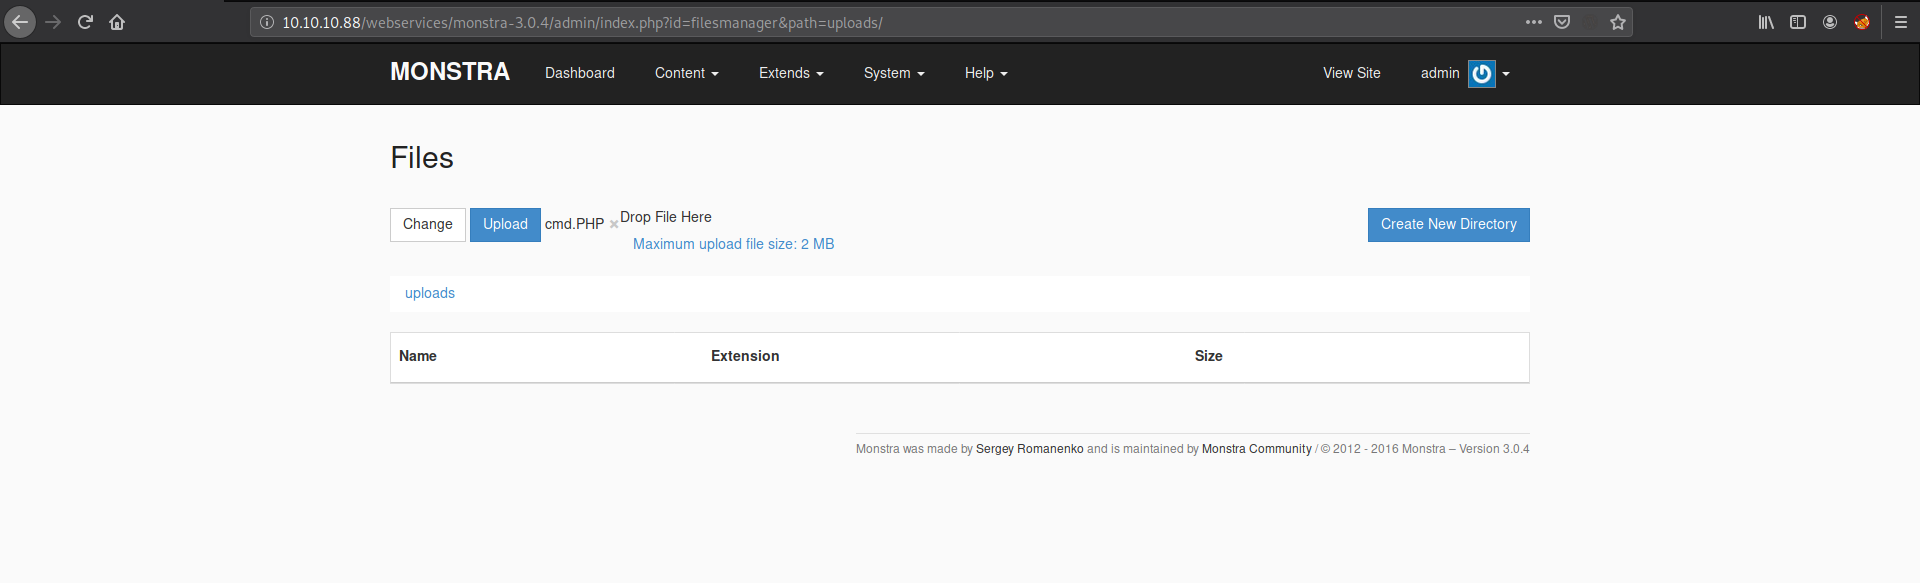 10.10.10.88/webservices/monstra-3.0.4/admin/index.php?id=filesmanager&path=uploads/
MONSTRA Dashboard Content Extends System Help View Site admin
Files
Change Upload cmd.PHP × Drop File Here Create New Directory
Maximum upload file size: 2 MB
uploads
Name Extension Size
Monstra was made by Sergey Romanenko and is maintained by Monstra Community / © 2012 - 2016 Monstra – Version 3.0.4